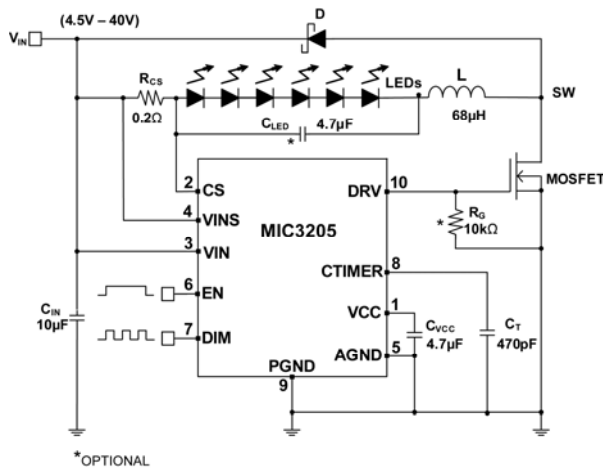 (4.5V – 40V)
D
VIN
RCS
0.2Ω
LEDs
L
68µH
SW
CLED
4.7µF
*
2
CS
DRV
10
MOSFET
4
VINS
MIC3205
*
RG
10kΩ
3
VIN
CTIMER
8
6
EN
CIN
10µF
VCC
1
7
DIM
CVCC
4.7µF
CT
470pF
AGND
5
PGND
9
*OPTIONAL